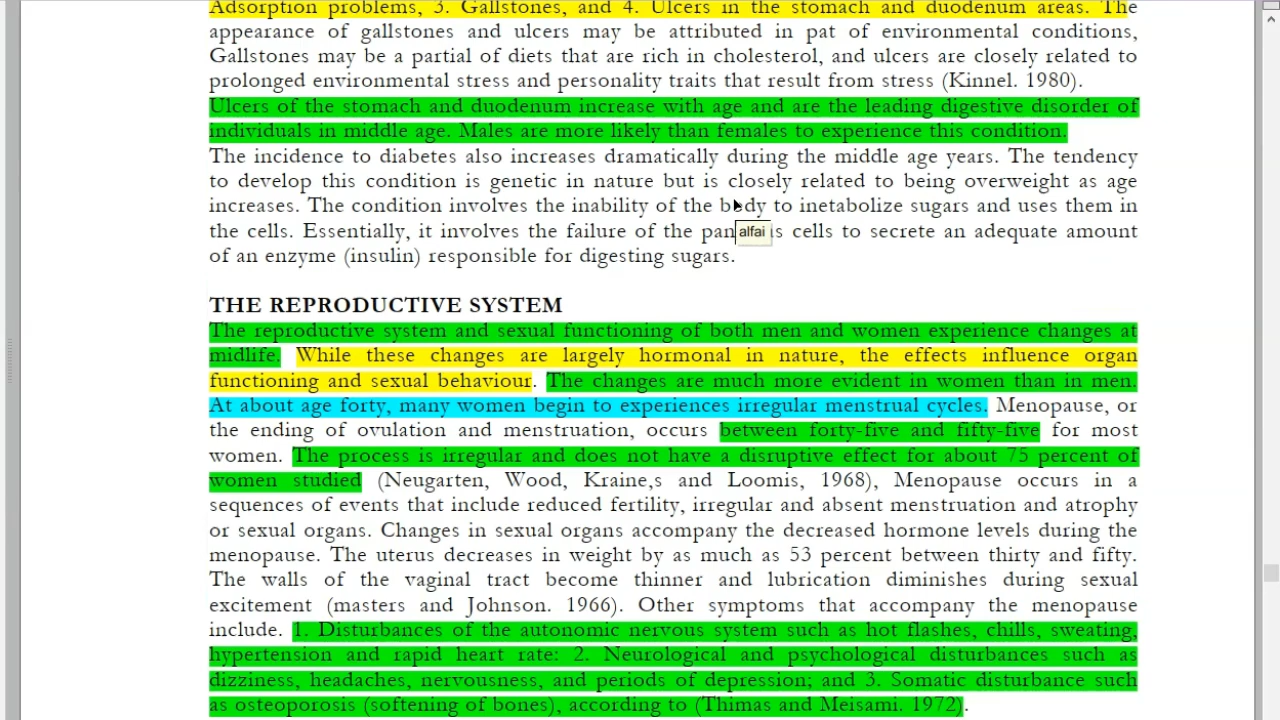 Adsorption problems, 3. Gallstones, and 4. Ulcers in the stomach and duodenum areas. The
appearance of gallstones and ulcers may be attributed in pat of environmental conditions,
Gallstones may be a partial of diets that are rich in cholesterol, and ulcers are closely related to
prolonged environmental stress and personality traits that result from stress (Kinnel. 1980).
Ulcers of the stomach and duodenum increase with age and are the leading digestive disorder of
individuals in middle age. Males are more likely than females to experience this condition.
The incidence to diabetes also increases dramatically during the middle age years. The tendency
to develop this condition is genetic in nature but is closely related to being overweight as age
increases. The condition involves the inability of the body to inetabolize sugars and uses them in
the cells. Essentially, it involves the failure of the pan alfai is cells to secrete an adequate amount
of an enzyme (insulin) responsible for digesting sugars.
THE REPRODUCTIVE SYSTEM
The reproductive system and sexual functioning of both men and women experience changes at
midlife. While these changes are largely hormonal in nature, the effects influence organ
functioning and sexual behaviour. The changes are much more evident in women than in men.
At about age forty, many women begin to experiences irregular menstrual cycles. Menopause, or
the ending of ovulation and menstruation, occurs between forty-five and fifty-five for most
women. The process is irregular and does not have a disruptive effect for about 75 percent of
women studied (Neugarten, Wood, Kraine,s and Loomis, 1968), Menopause occurs in a
sequences of events that include reduced fertility, irregular and absent menstruation and atrophy
or sexual organs. Changes in sexual organs accompany the decreased hormone levels during the
menopause. The uterus decreases in weight by as much as 53 percent between thirty and fifty.
The walls of the vaginal tract become thinner and lubrication diminishes during sexual
excitement (masters and Johnson. 1966). Other symptoms that accompany the menopause
include. 1. Disturbances of the autonomic nervous system such as hot flashes, chills, sweating,
hypertension and rapid heart rate: 2. Neurological and psychological disturbances such as
dizziness, headaches, nervousness, and periods of depression; and 3. Somatic disturbance such
as osteoporosis (softening of bones), according to (Thimas and Meisami. 1972).